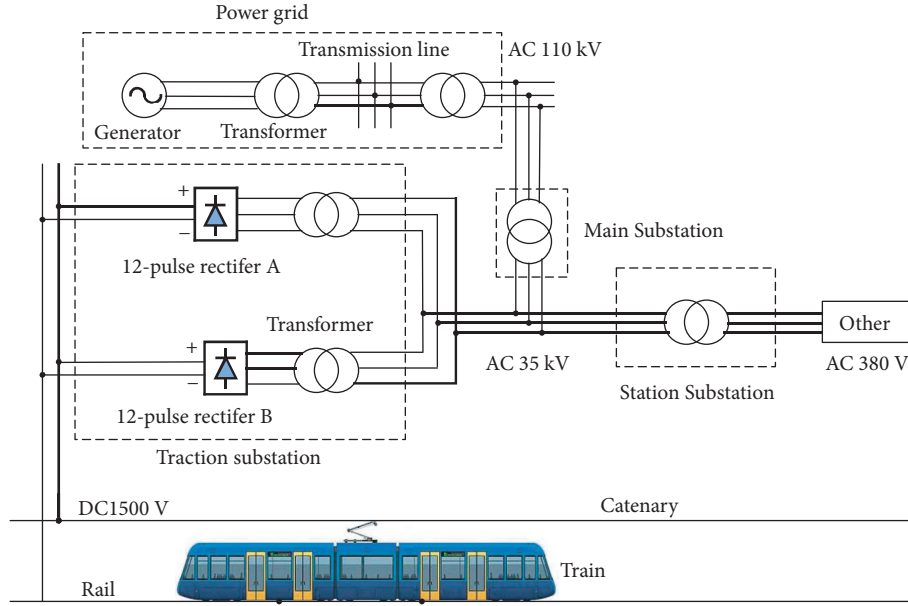 Power grid
Transmission line
AC 110 kV
Generator
Transformer
+
−
12-pulse rectifer A
Main Substation
Transformer
+
−
12-pulse rectifer B
AC 35 kV
Other
AC 380 V
Station Substation
Traction substation
DC1500 V
Catenary
Train
Rail